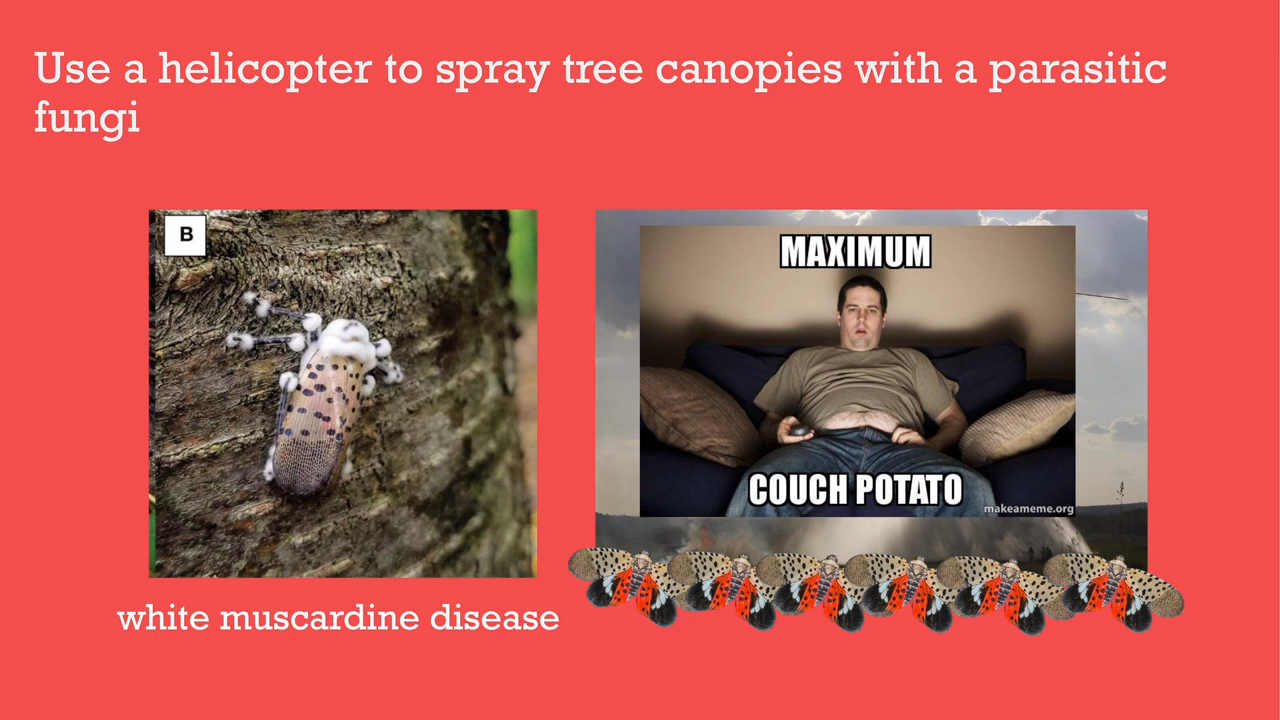 Use a helicopter to spray tree canopies with a parasitic
fungi
B
MAXIMUM
COUCH POTATO
makeameme.org
white muscardine disease